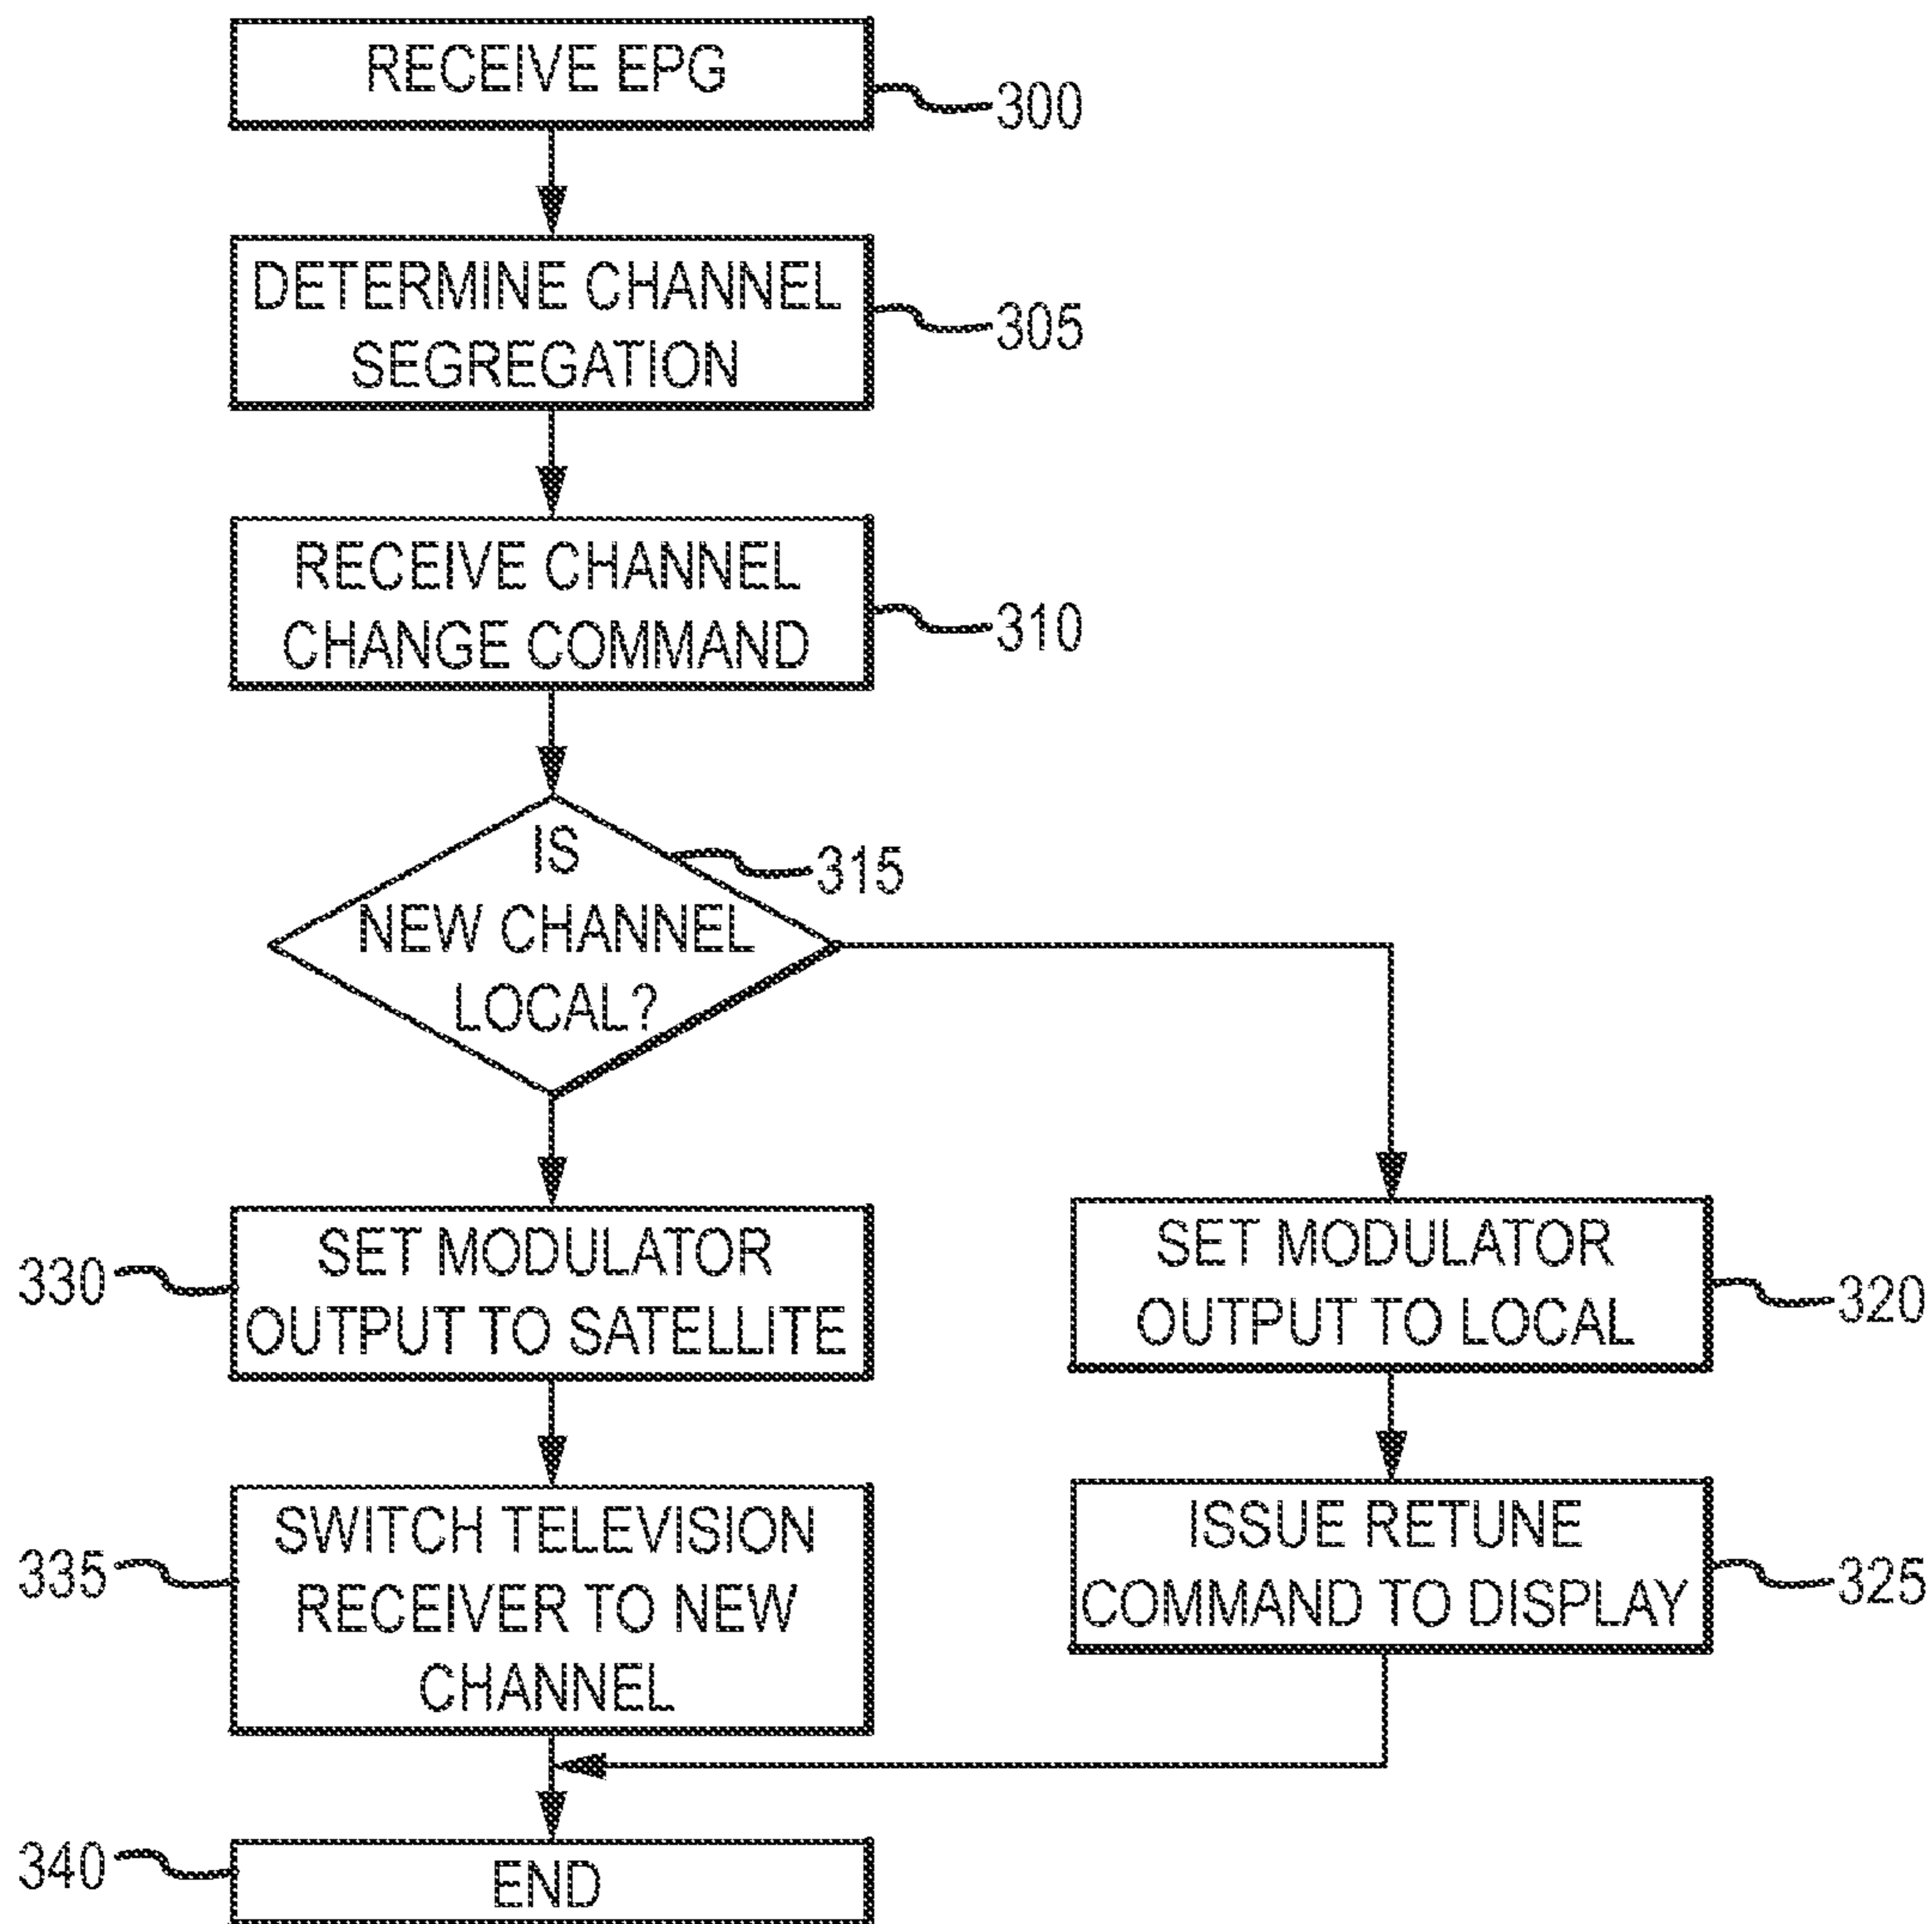 RECEIVE EPG
300
DETERMINE CHANNEL
SEGREGATION
305
RECEIVE CHANNEL
CHANGE COMMAND
310
IS
NEW CHANNEL
LOCAL?
315
330
SET MODULATOR
OUTPUT TO SATELLITE
SET MODULATOR
OUTPUT TO LOCAL
320
335
SWITCH TELEVISION
RECEIVER TO NEW
CHANNEL
ISSUE RETUNE
COMMAND TO DISPLAY
325
340
END